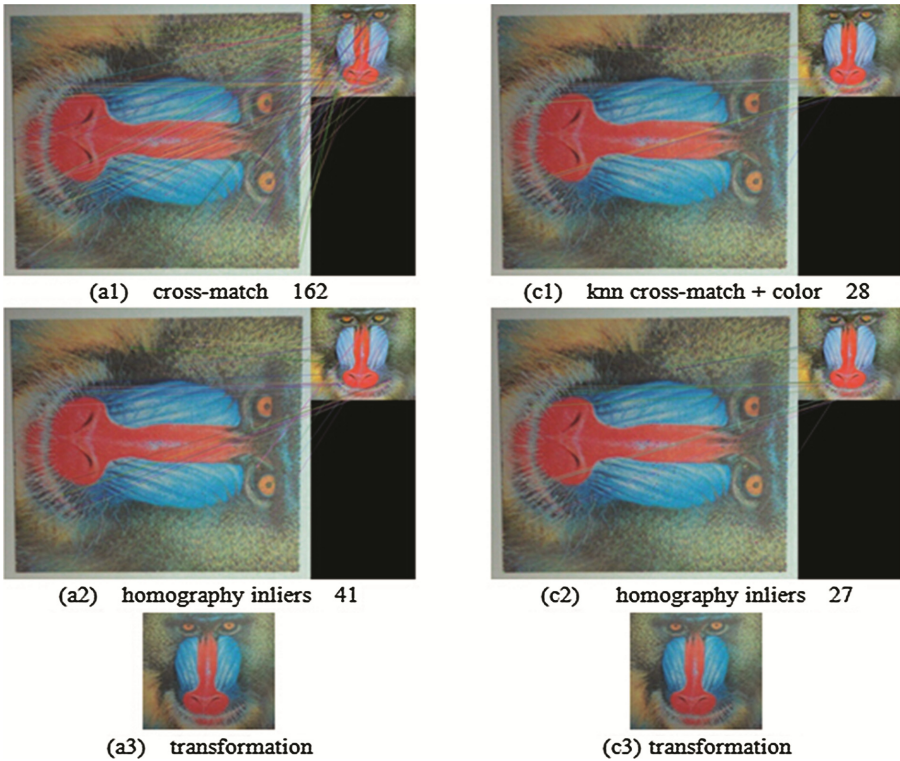 (a1) cross-match 162
(c1) knn cross-match + color 28
(a2) homography inliers 41
(c2) homography inliers 27
(a3) transformation
(c3) transformation